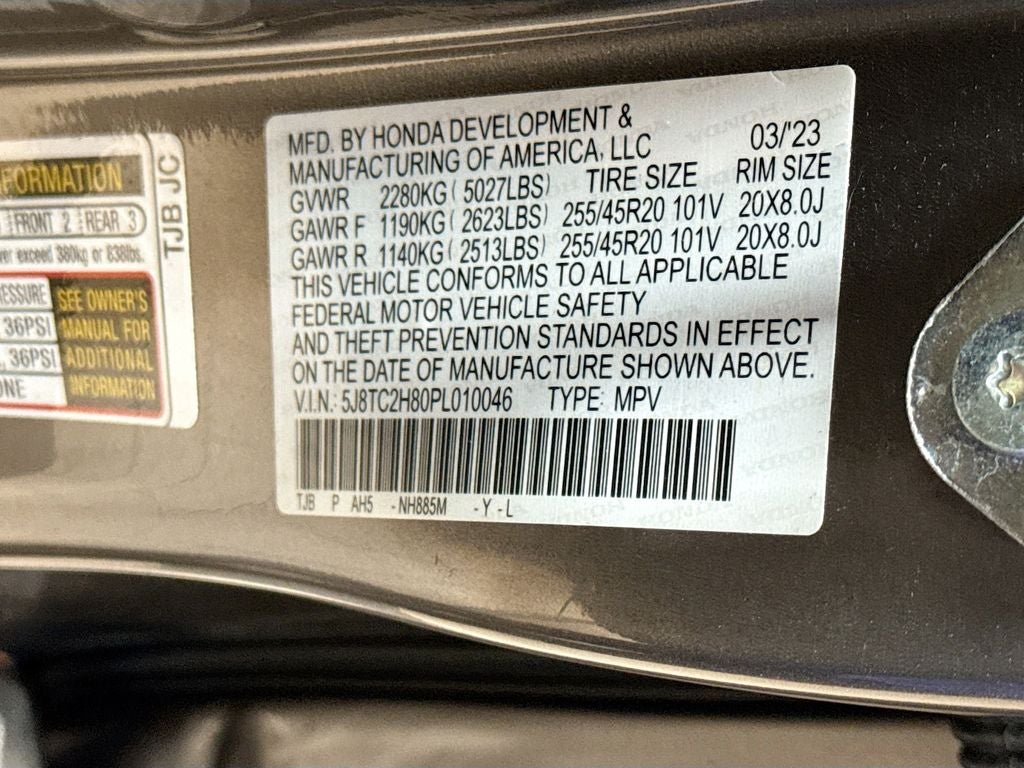 FORMATION
FRONT 2 REAR 3
er exceed 380kg or 838lbs.
ESSURE
36PSI
, 36PSI
ONE
SEE OWNER'S
MANUAL FOR
ADDITIONAL
INFORMATION
TJB JC
MFD. BY HONDA DEVELOPMENT &
MANUFACTURING OF AMERICA, LLC 03/'23
GVWR 2280KG ( 5027LBS) TIRE SIZE RIM SIZE
GAWR F 1190KG ( 2623LBS) 255/45R20 101V 20X8.0J
GAWR R 1140KG ( 2513LBS) 255/45R20 101V 20X8.0J
THIS VEHICLE CONFORMS TO ALL APPLICABLE
FEDERAL MOTOR VEHICLE SAFETY
AND THEFT PREVENTION STANDARDS IN EFFECT
ON THE DATE OF MANUFACTURE SHOWN ABOVE.
V.I.N.: 5J8TC2H80PL010046 TYPE: MPV
TJB P AH5 - NH885M - Y - L